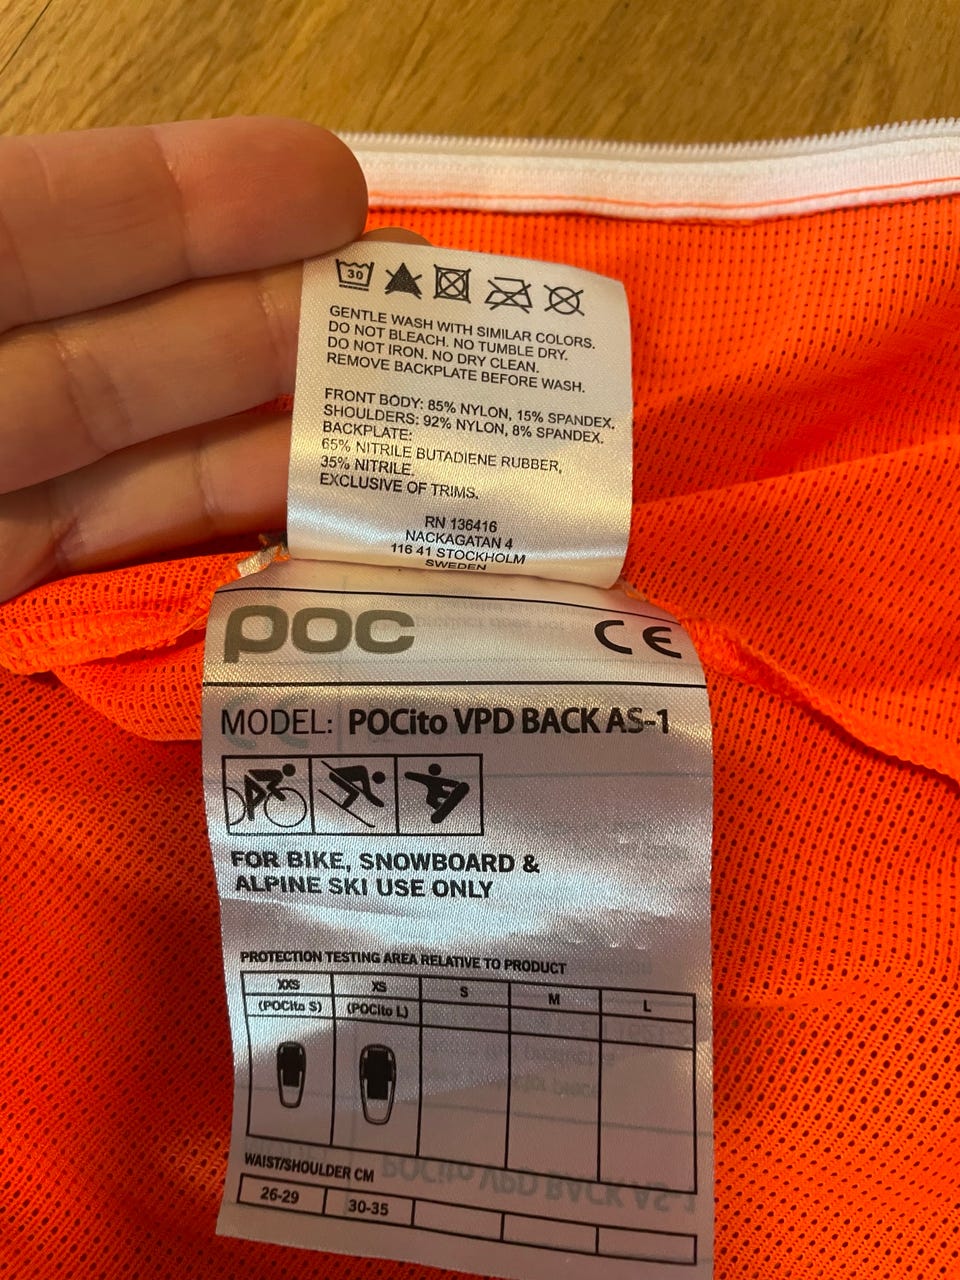 30
GENTLE WASH WITH SIMILAR COLORS.
DO NOT BLEACH. NO TUMBLE DRY.
DO NOT IRON. NO DRY CLEAN.
REMOVE BACKPLATE BEFORE WASH.
FRONT BODY: 85% NYLON, 15% SPANDEX.
SHOULDERS: 92% NYLON, 8% SPANDEX.
BACKPLATE:
65% NITRILE BUTADIENE RUBBER,
35% NITRILE.
EXCLUSIVE OF TRIMS.
RN 136416
NACKAGATAN 4
116 41 STOCKHOLM
SWEDEN
POC CE
MODEL: POCito VPD BACK AS-1
FOR BIKE, SNOWBOARD &
ALPINE SKI USE ONLY
PROTECTION TESTING AREA RELATIVE TO PRODUCT
XXS XS S M L
(POCito S) (POCito L)
WAIST/SHOULDER CM
26-29 30-35